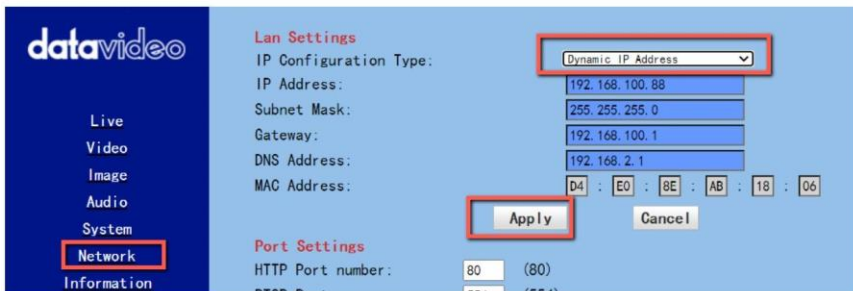 datavideo
Live
Video
Image
Audio
System
Network
Information
Lan Settings
IP Configuration Type: Dynamic IP Address
IP Address: 192.168.100.88
Subnet Mask: 255.255.255.0
Gateway: 192.168.100.1
DNS Address: 192.168.2.1
MAC Address: D4 : E0 : 8E : AB : 18 : 06
Apply Cancel
Port Settings
HTTP Port number: 80 (80)